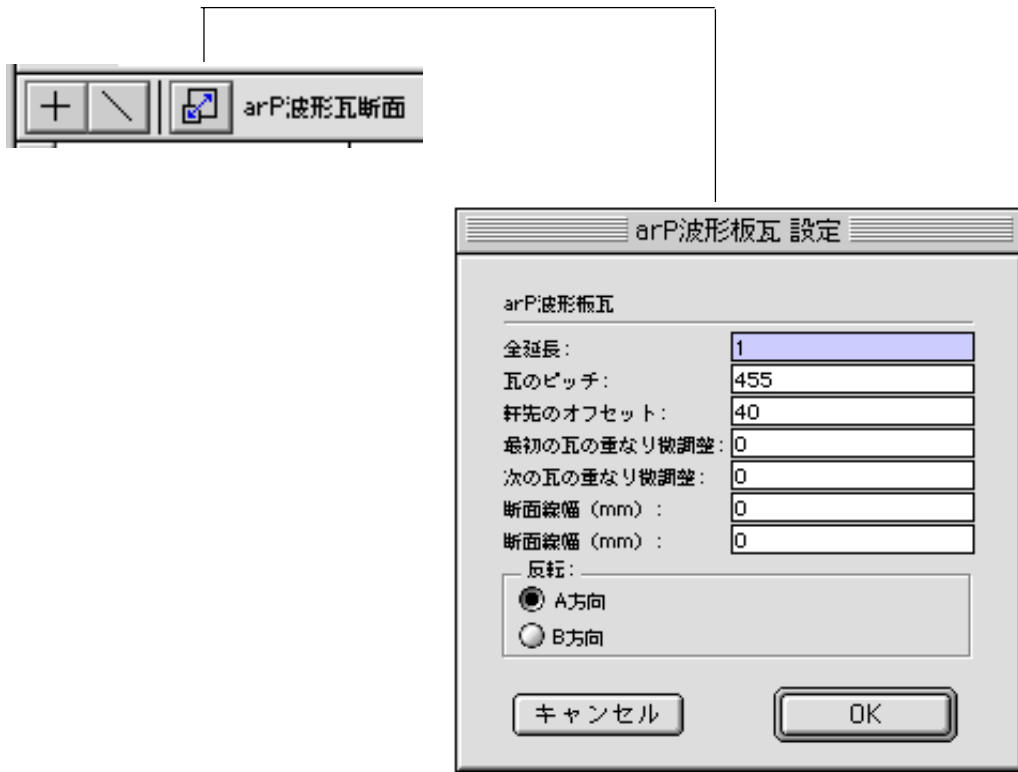 arP波形瓦断面
arP波形板瓦 設定
arP波形板瓦
全延長： 1
瓦のピッチ： 455
軒先のオフセット： 40
最初の瓦の重なり微調整： 0
次の瓦の重なり微調整： 0
断面線幅（mm）： 0
断面線幅（mm）： 0
反転：
A方向
B方向
キャンセル OK